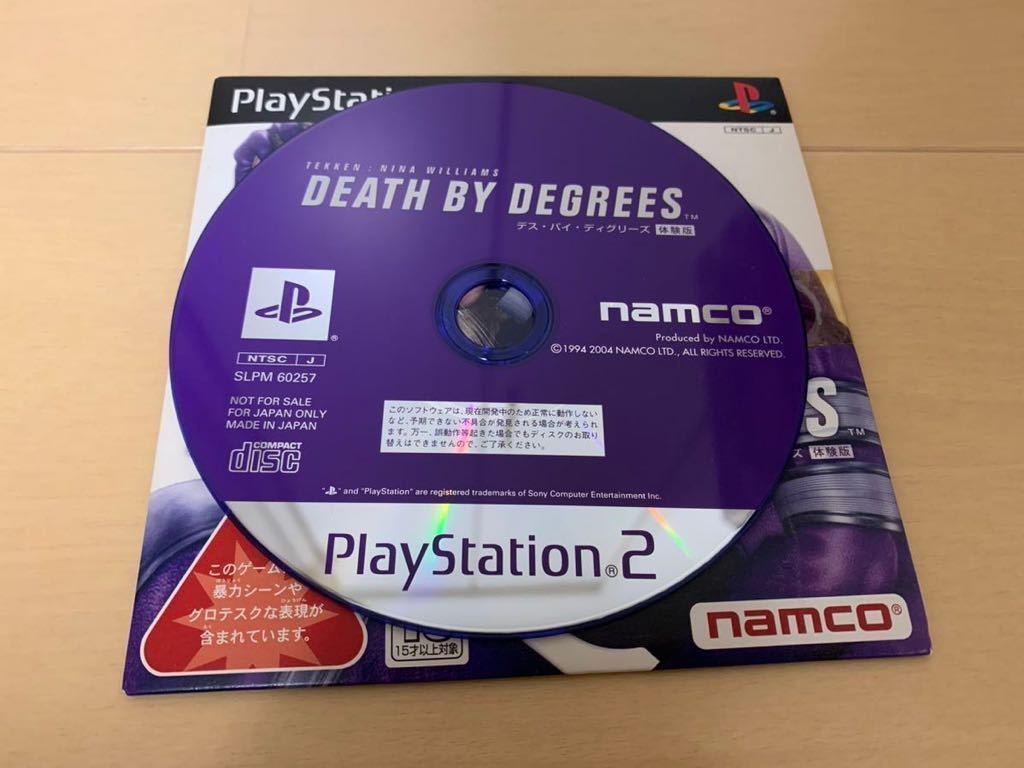 PlayStati
NTSC J
TEKKEN : NINA WILLIAMS
DEATH BY DEGREES™
デス・バイ・ディグリーズ 体験版
namco®
Produced by NAMCO LTD.
©1994 2004 NAMCO LTD., ALL RIGHTS RESERVED.
NTSC J
SLPM 60257
NOT FOR SALE
FOR JAPAN ONLY
MADE IN JAPAN
COMPACT
disc
このソフトウェアは、現在開発中のため正常に動作しない
など、予期できない不具合が発見される場合が考えられ
ます。万一、誤動作等起きた場合でもディスクのお取り
替えはできませんので、ご了承ください。
"PS" and "PlayStation" are registered trademarks of Sony Computer Entertainment Inc.
PlayStation®2
S™
ズ 体験版
このゲーム
暴力シーンや
グロテスクな表現が
含まれています。
15才以上対象
namco®